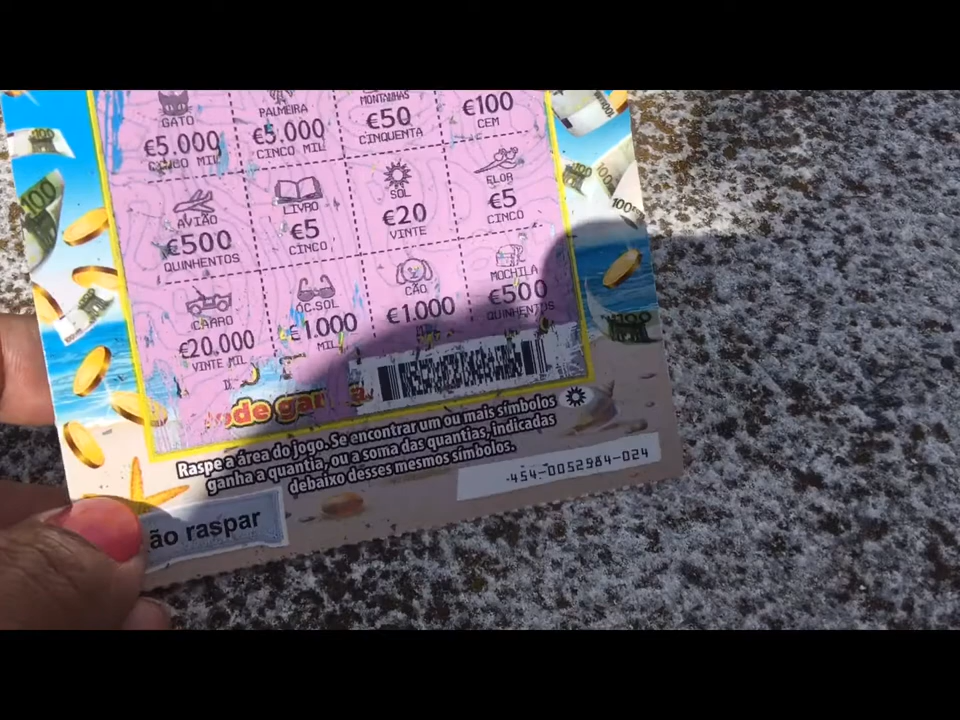 GATO PALMEIRA MONTANHAS €100
€5.000 €5.000 €50 CEM
CINCO MIL CINCO MIL CINQUENTA
AVIÃO LIVRO SOL FLOR
€500 €5 €20 €5
QUINHENTOS CINCO VINTE CINCO
CARRO ÓC.SOL CÃO MOCHILA
€20.000 €1.000 €1.000 €500
VINTE MIL MIL MIL QUINHENTOS
Raspe a área do jogo. Se encontrar um ou mais símbolos
ganha a quantia, ou a soma das quantias, indicadas
debaixo desses mesmos símbolos.
454-0052984-024
ão raspar
100